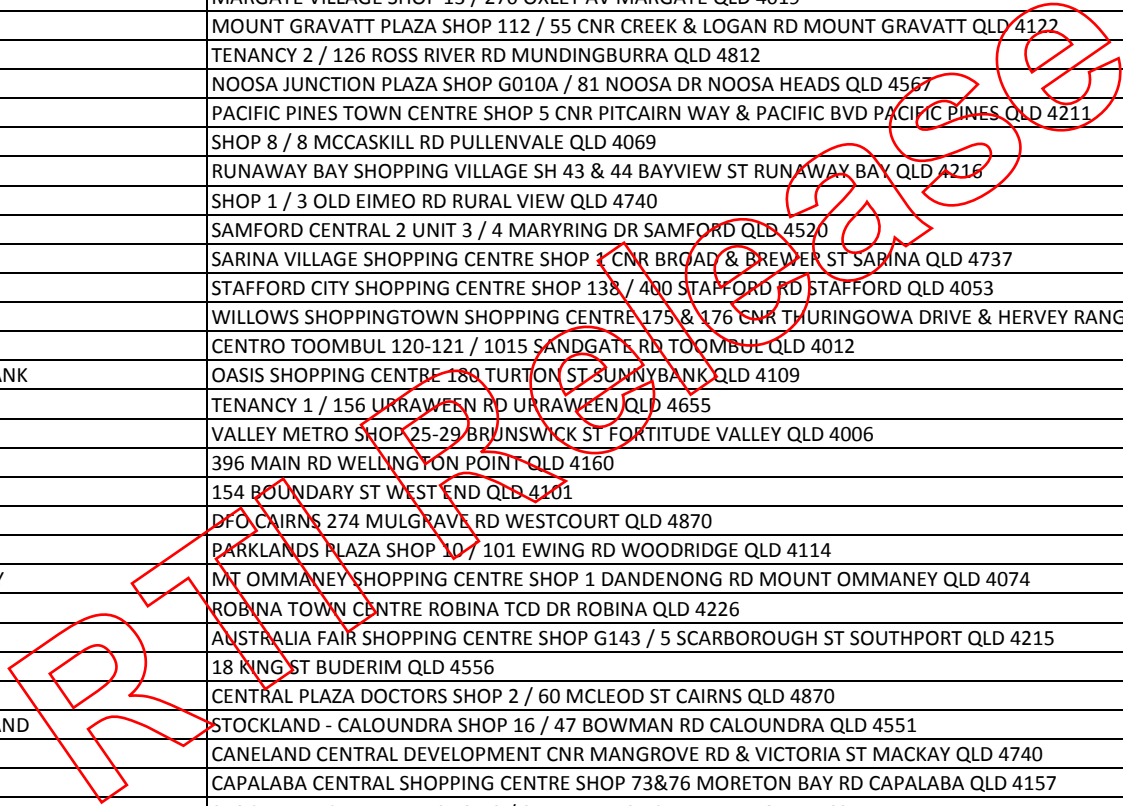 MARGATE VILLAGE SHOP 15 / 270 OXLEY AV MARGATE QLD 4019
MOUNT GRAVATT PLAZA SHOP 112 / 55 CNR CREEK & LOGAN RD MOUNT GRAVATT QLD 4122
TENANCY 2 / 126 ROSS RIVER RD MUNDINGBURRA QLD 4812
NOOSA JUNCTION PLAZA SHOP G010A / 81 NOOSA DR NOOSA HEADS QLD 4567
PACIFIC PINES TOWN CENTRE SHOP 5 CNR PITCAIRN WAY & PACIFIC BVD PACIFIC PINES QLD 4211
SHOP 8 / 8 MCCASKILL RD PULLENVALE QLD 4069
RUNAWAY BAY SHOPPING VILLAGE SH 43 & 44 BAYVIEW ST RUNAWAY BAY QLD 4216
SHOP 1 / 3 OLD EIMEO RD RURAL VIEW QLD 4740
SAMFORD CENTRAL 2 UNIT 3 / 4 MARYRING DR SAMFORD QLD 4520
SARINA VILLAGE SHOPPING CENTRE SHOP 1 CNR BROAD & BREWER ST SARINA QLD 4737
STAFFORD CITY SHOPPING CENTRE SHOP 138 / 400 STAFFORD RD STAFFORD QLD 4053
WILLOWS SHOPPINGTOWN SHOPPING CENTRE 175 & 176 CNR THURINGOWA DRIVE & HERVEY RANG
CENTRO TOOMBUL 120-121 / 1015 SANDGATE RD TOOMBUL QLD 4012
NK OASIS SHOPPING CENTRE 180 TURTON ST SUNNYBANK QLD 4109
TENANCY 1 / 156 URRAWEEN RD URRAWEEN QLD 4655
VALLEY METRO SHOP 25-29 BRUNSWICK ST FORTITUDE VALLEY QLD 4006
396 MAIN RD WELLINGTON POINT QLD 4160
154 BOUNDARY ST WEST END QLD 4101
DFO CAIRNS 274 MULGRAVE RD WESTCOURT QLD 4870
PARKLANDS PLAZA SHOP 10 / 101 EWING RD WOODRIDGE QLD 4114
MT OMMANEY SHOPPING CENTRE SHOP 1 DANDENONG RD MOUNT OMMANEY QLD 4074
ROBINA TOWN CENTRE ROBINA TCD DR ROBINA QLD 4226
AUSTRALIA FAIR SHOPPING CENTRE SHOP G143 / 5 SCARBOROUGH ST SOUTHPORT QLD 4215
18 KING ST BUDERIM QLD 4556
CENTRAL PLAZA DOCTORS SHOP 2 / 60 MCLEOD ST CAIRNS QLD 4870
ND STOCKLAND - CALOUNDRA SHOP 16 / 47 BOWMAN RD CALOUNDRA QLD 4551
CANELAND CENTRAL DEVELOPMENT CNR MANGROVE RD & VICTORIA ST MACKAY QLD 4740
CAPALABA CENTRAL SHOPPING CENTRE SHOP 73&76 MORETON BAY RD CAPALABA QLD 4157
RTI Release